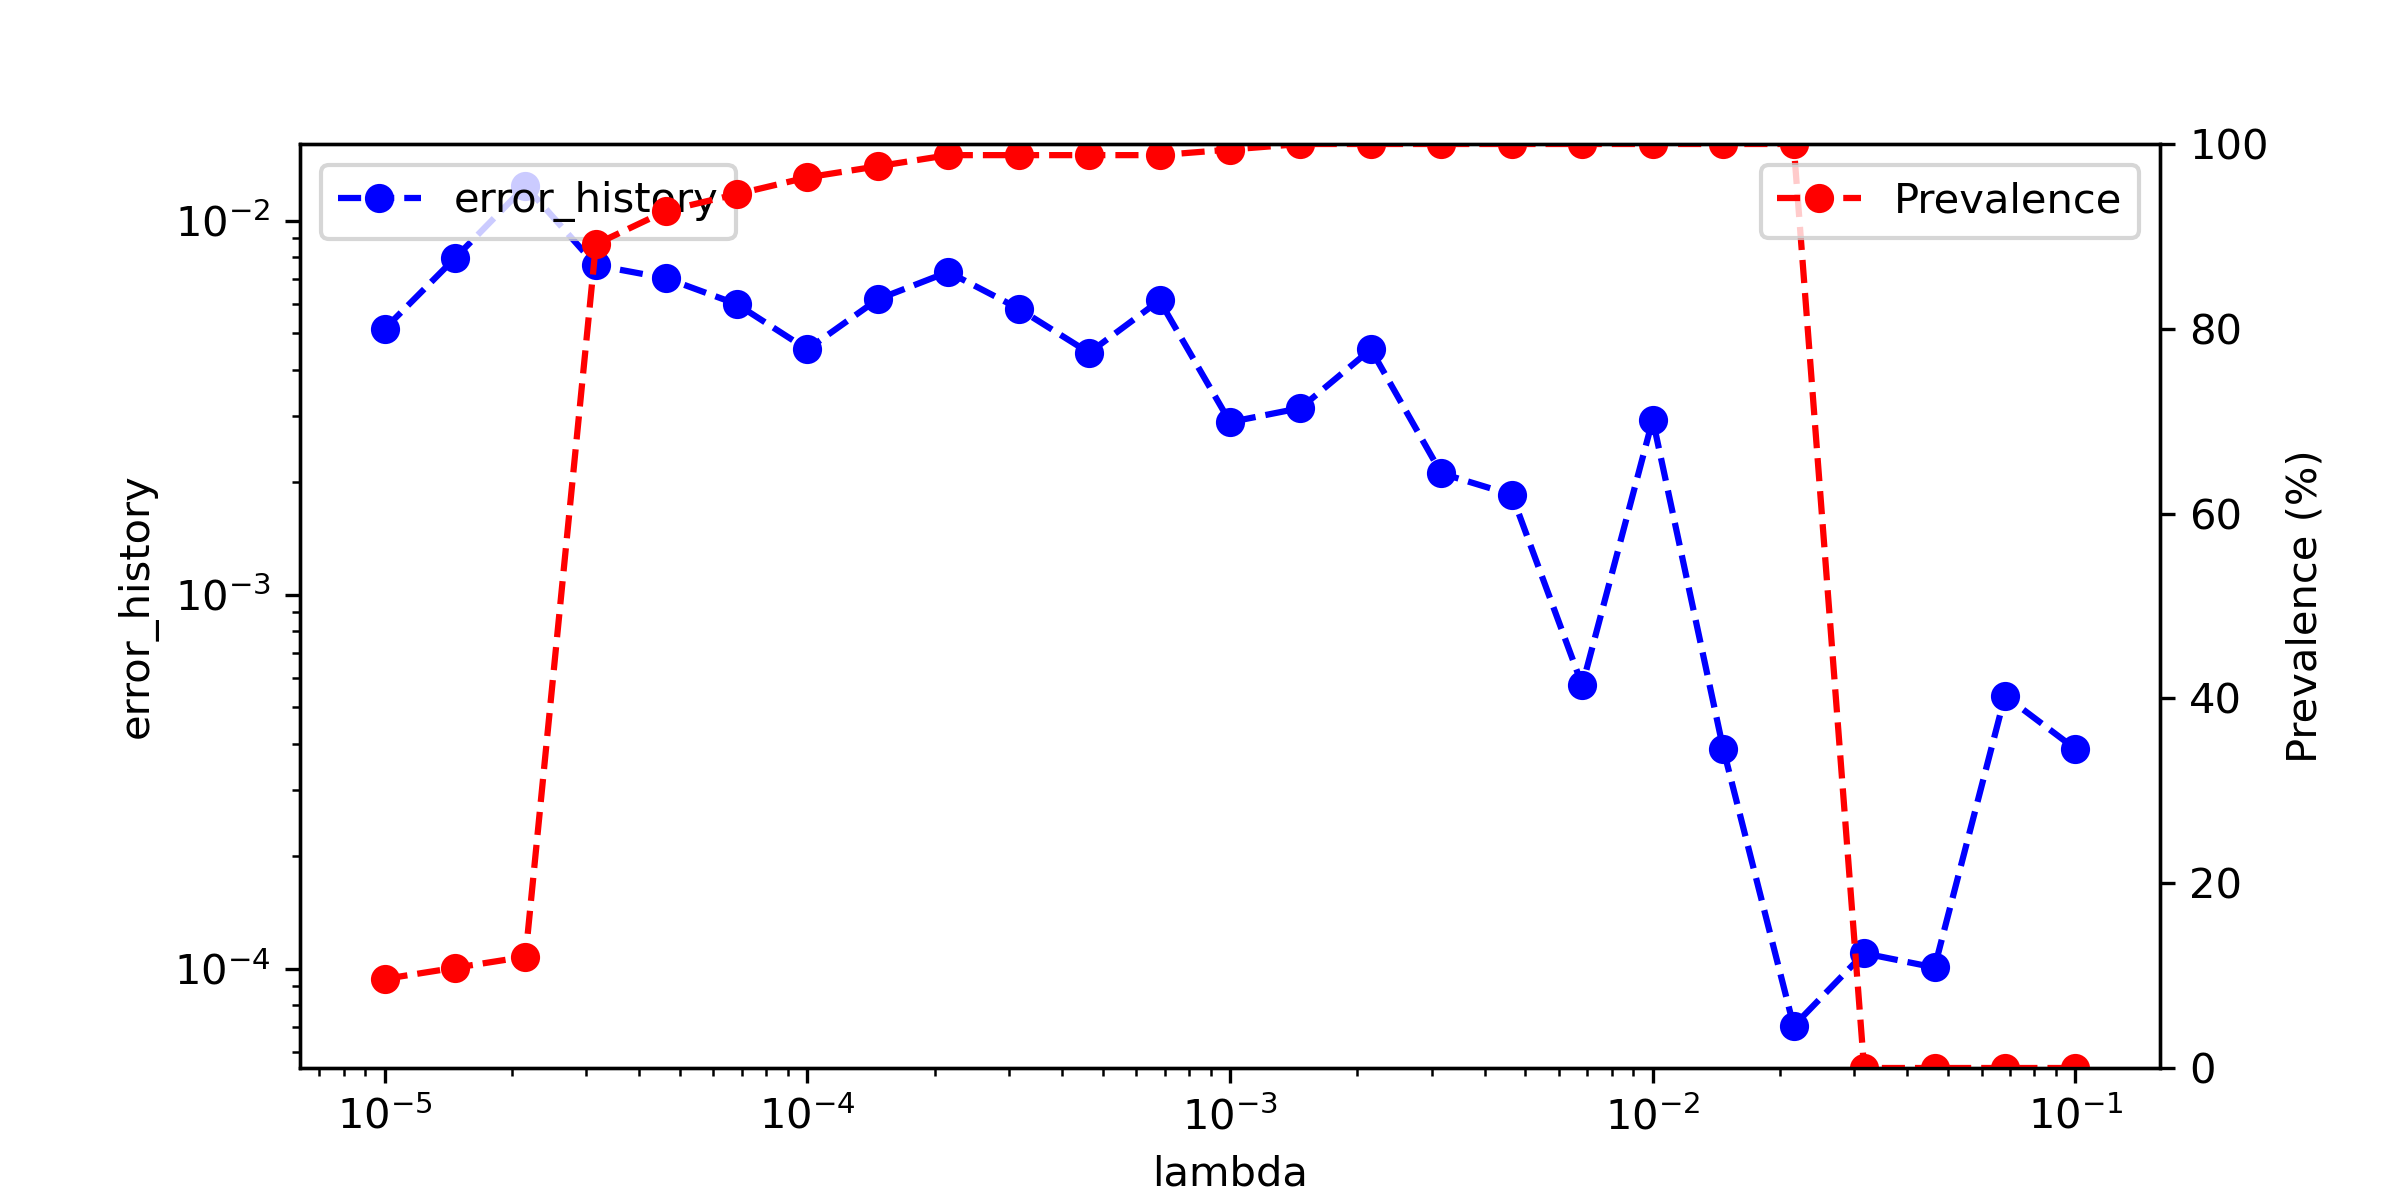 error_history
Prevalence
10⁻²
10⁻³
10⁻⁴
error_history
100
80
60
40
20
0
Prevalence (%)
10⁻⁵
10⁻⁴
10⁻³
10⁻²
10⁻¹
lambda